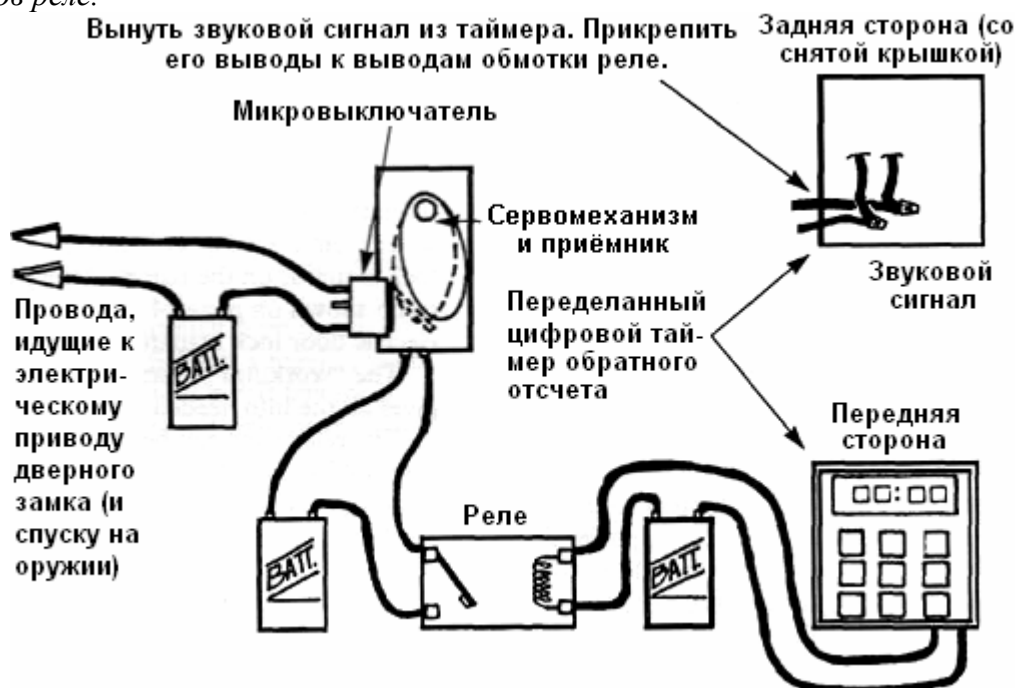 ов реле.
Вынуть звуковой сигнал из таймера. Прикрепить
его выводы к выводам обмотки реле.
Задняя сторона (со
снятой крышкой)
Микровыключатель
Сервомеханизм
и приёмник
Звуковой
сигнал
Провода,
идущие к
электри-
ческому
приводу
дверного
замка (и
спуску на
оружии)
BATT.
Переделанный
цифровой тай-
мер обратного
отсчета
Передняя
сторона
Реле
BATT.
BATT.